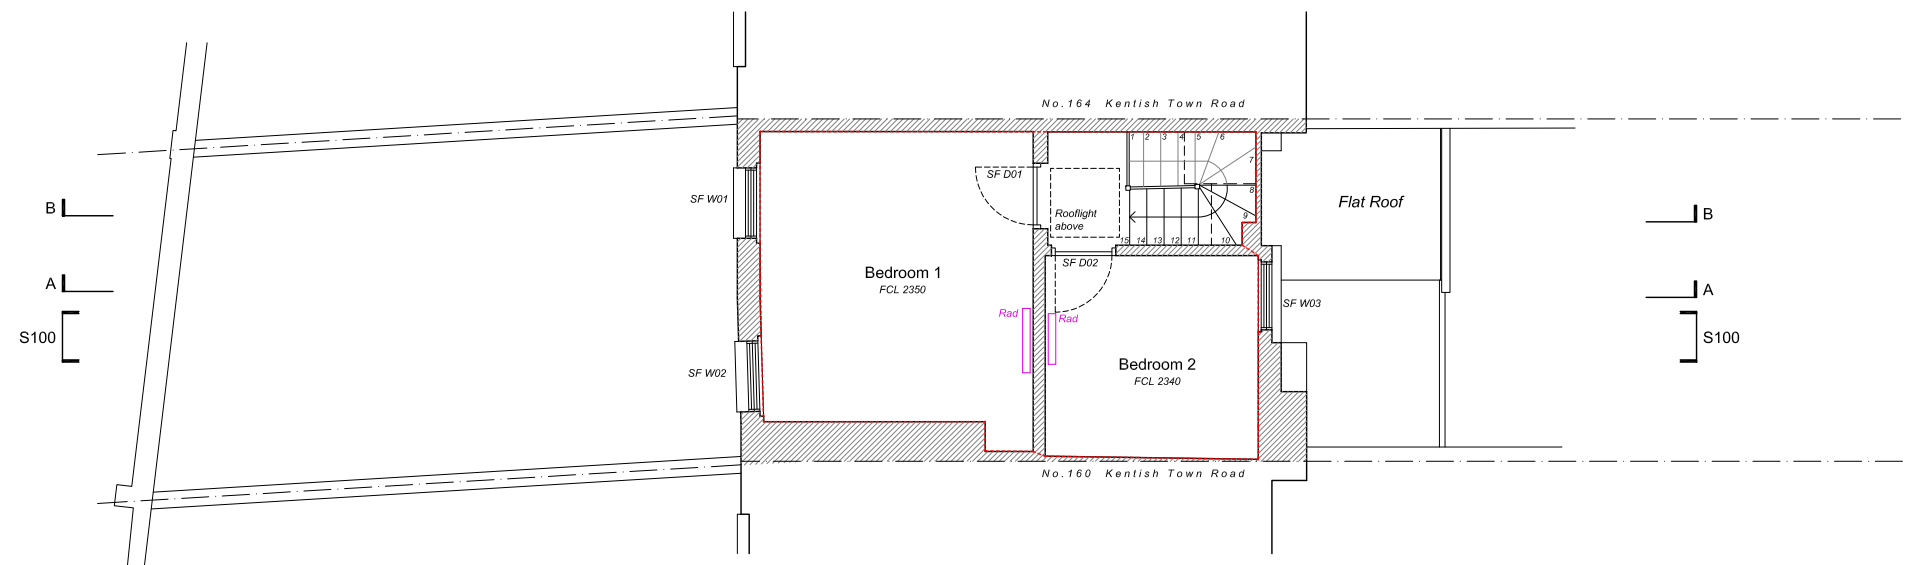 No.164 Kentish Town Road
1 2 3 4 5 6
7
8
9
15 14 13 12 11 10
SF D01
Rooflight
above
SF W01
B
B
Flat Roof
SF D02
Bedroom 1
FCL 2350
A
A
SF W03
Rad
Rad
S100
S100
Bedroom 2
FCL 2340
SF W02
No.160 Kentish Town Road